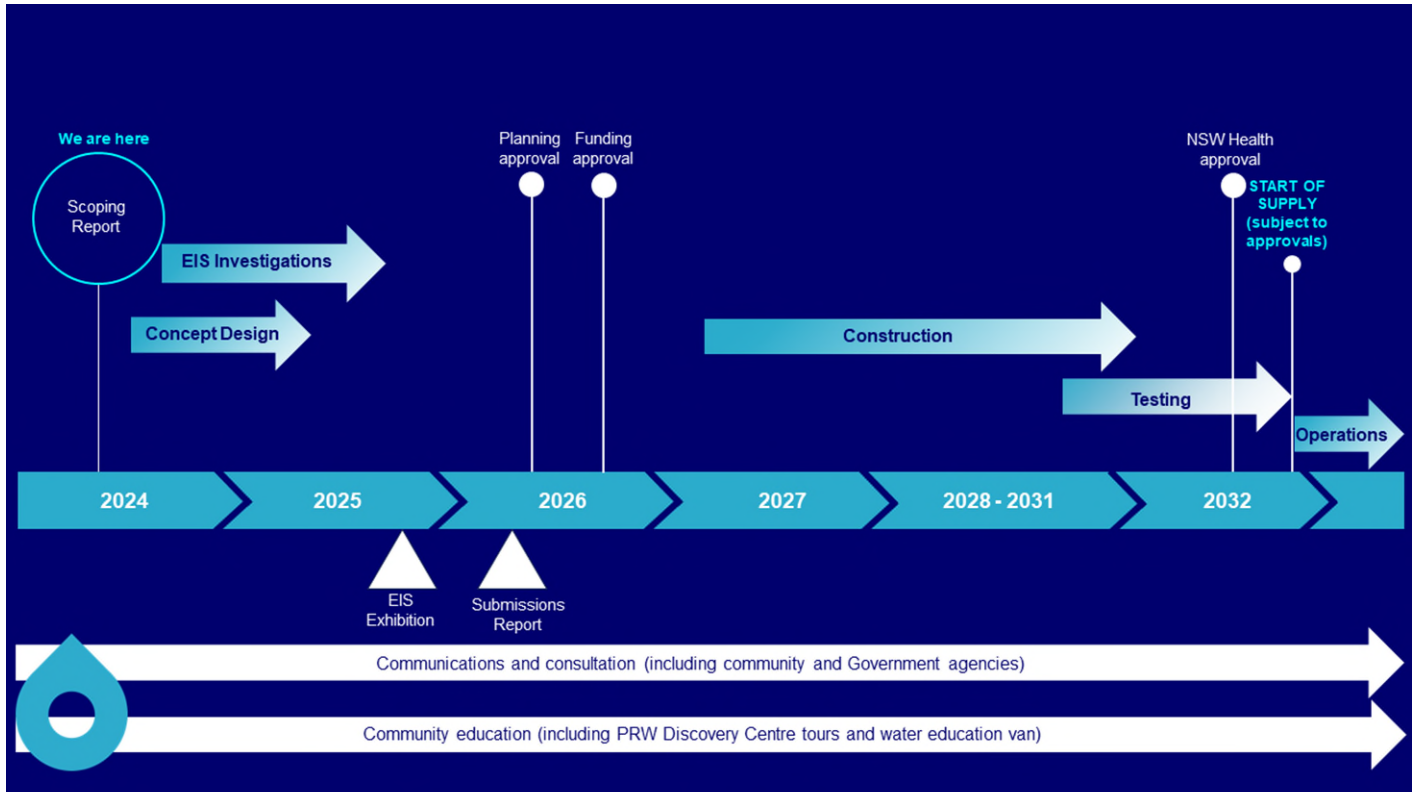 We are here
Scoping
Report
EIS Investigations
Concept Design
Planning
approval
Funding
approval
NSW Health
approval
START OF
SUPPLY
(subject to
approvals)
Construction
Testing
Operations
2024
2025
2026
2027
2028 - 2031
2032
EIS
Exhibition
Submissions
Report
Communications and consultation (including community and Government agencies)
Community education (including PRW Discovery Centre tours and water education van)